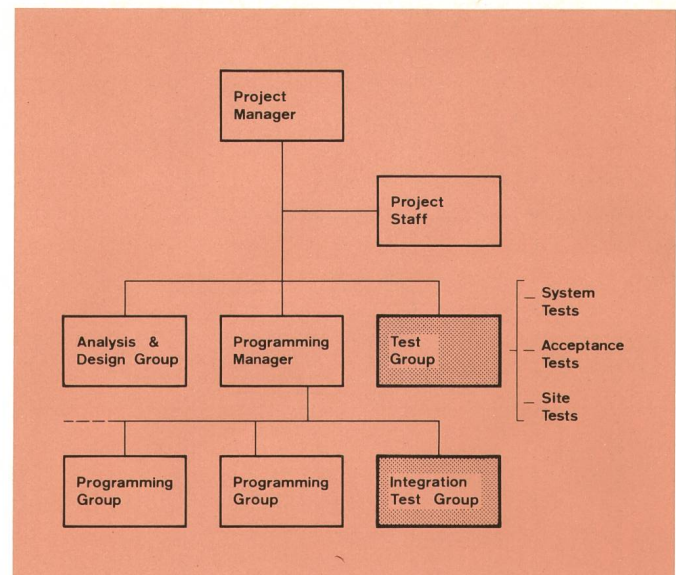 Project
Manager
Project
Staff
Analysis &
Design Group
Programming
Manager
Test
Group
System
Tests
Acceptance
Tests
Site
Tests
Programming
Group
Programming
Group
Integration
Test Group